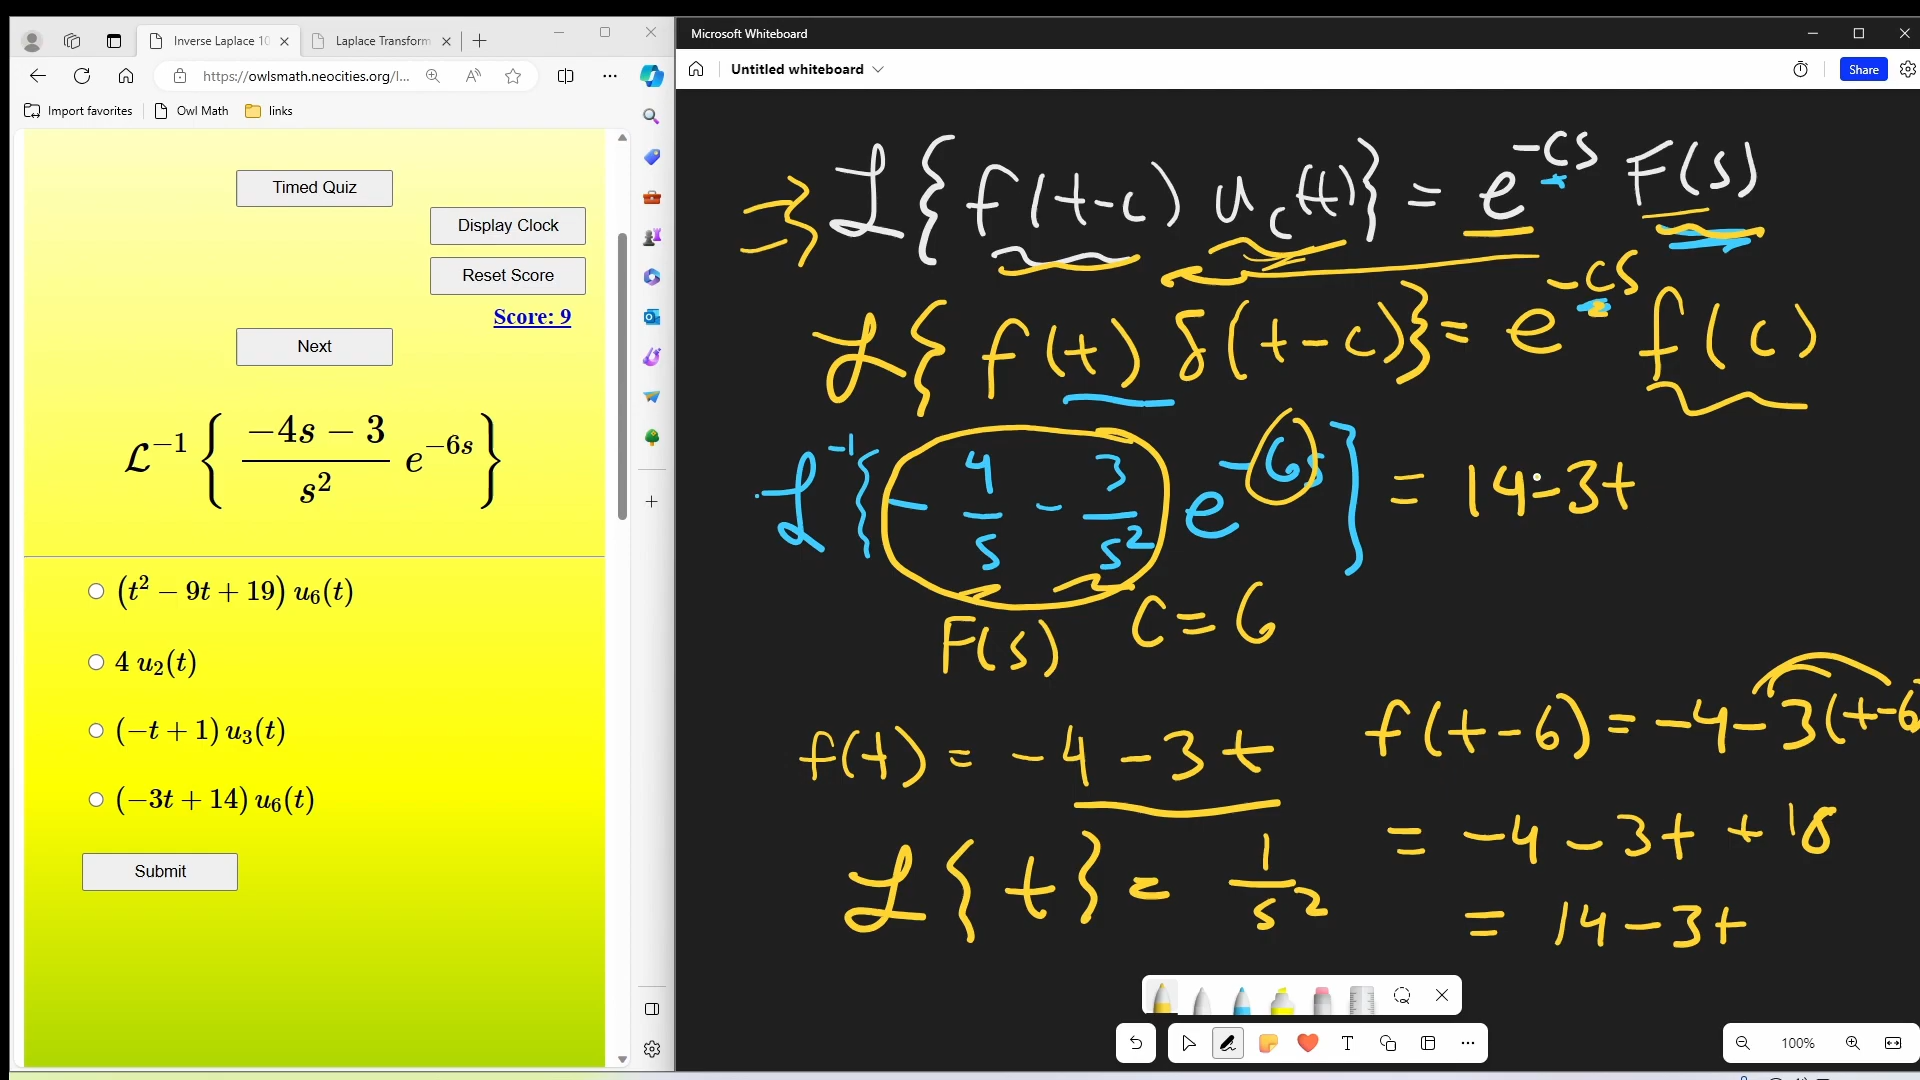 Inverse Laplace 10
Laplace Transform
https://owlsmath.neocities.org/l...
Import favorites
Owl Math
links
Timed Quiz
Display Clock
Reset Score
Score: 9
Next
ℒ⁻¹ { (−4s − 3)/s² e^(−6s) }
(t² − 9t + 19) u₆(t)
4 u₂(t)
(−t + 1) u₃(t)
(−3t + 14) u₆(t)
Submit
Microsoft Whiteboard
Untitled whiteboard
Share
⇒ ℒ{ f(t-c) u_c(t)} = e^(-cs) F(s)
ℒ{ f(t) δ(t-c)} = e^(-cs) f(c)
ℒ⁻¹{ - 4/s - 3/s² e^(-6s) } = 14-3t
F(s) c = 6
f(t) = -4 -3t
f(t-6) = -4-3(t-6
= -4 -3t +18
ℒ{ t } = 1/s²
= 14-3t
100%